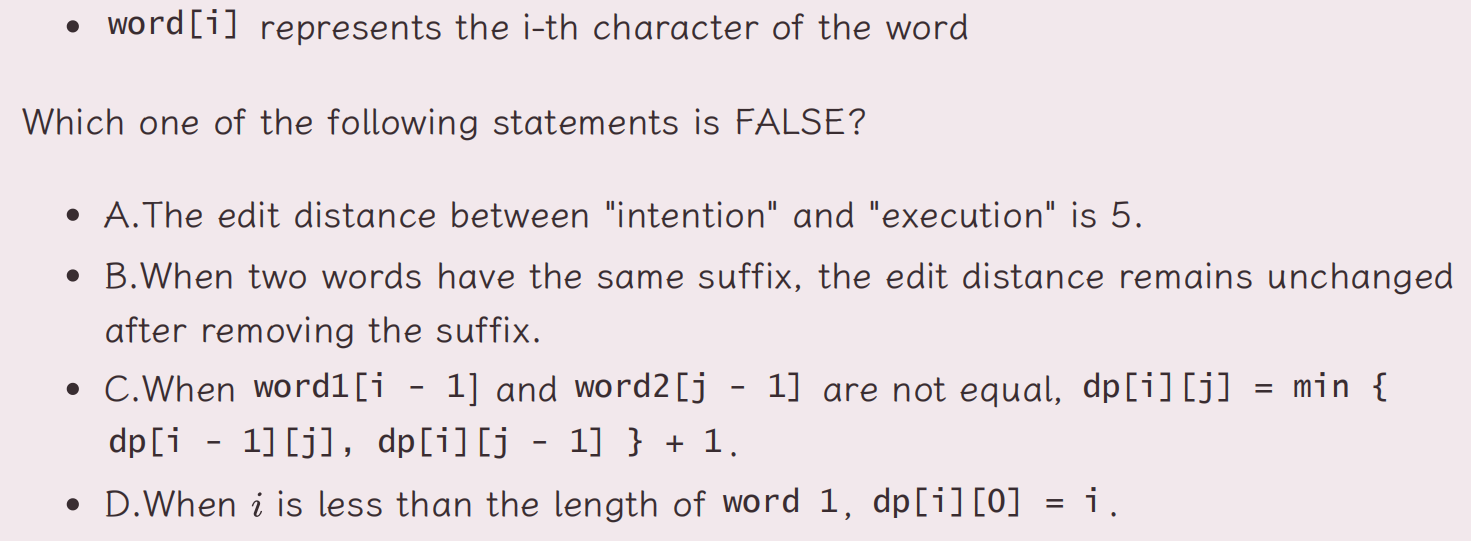 • word[i] represents the i-th character of the word
Which one of the following statements is FALSE?
• A.The edit distance between "intention" and "execution" is 5.
• B.When two words have the same suffix, the edit distance remains unchanged
after removing the suffix.
• C.When word1[i - 1] and word2[j - 1] are not equal, dp[i][j] = min {
dp[i - 1][j], dp[i][j - 1] } + 1.
• D.When i is less than the length of word 1, dp[i][0] = i.